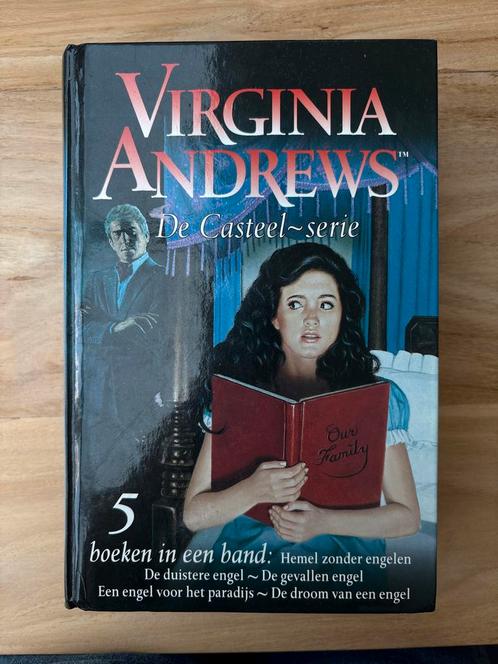 VIRGINIA
ANDREWS™
De Casteel~serie
Our
Family
5
boeken in een band: Hemel zonder engelen
De duistere engel ~ De gevallen engel
Een engel voor het paradijs ~ De droom van een engel